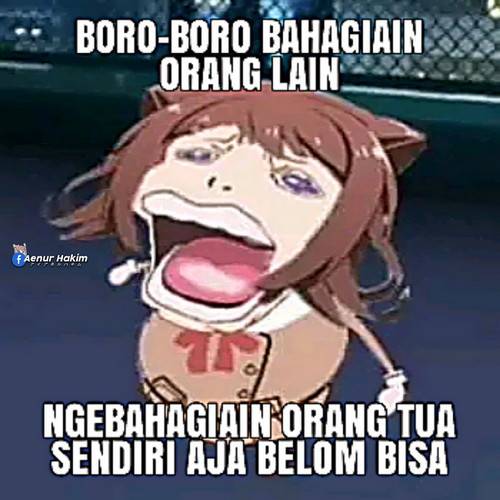 BORO-BORO BAHAGIAIN
ORANG LAIN
Aenur Hakim
NGEBAHAGIAIN ORANG TUA
SENDIRI AJA BELOM BISA